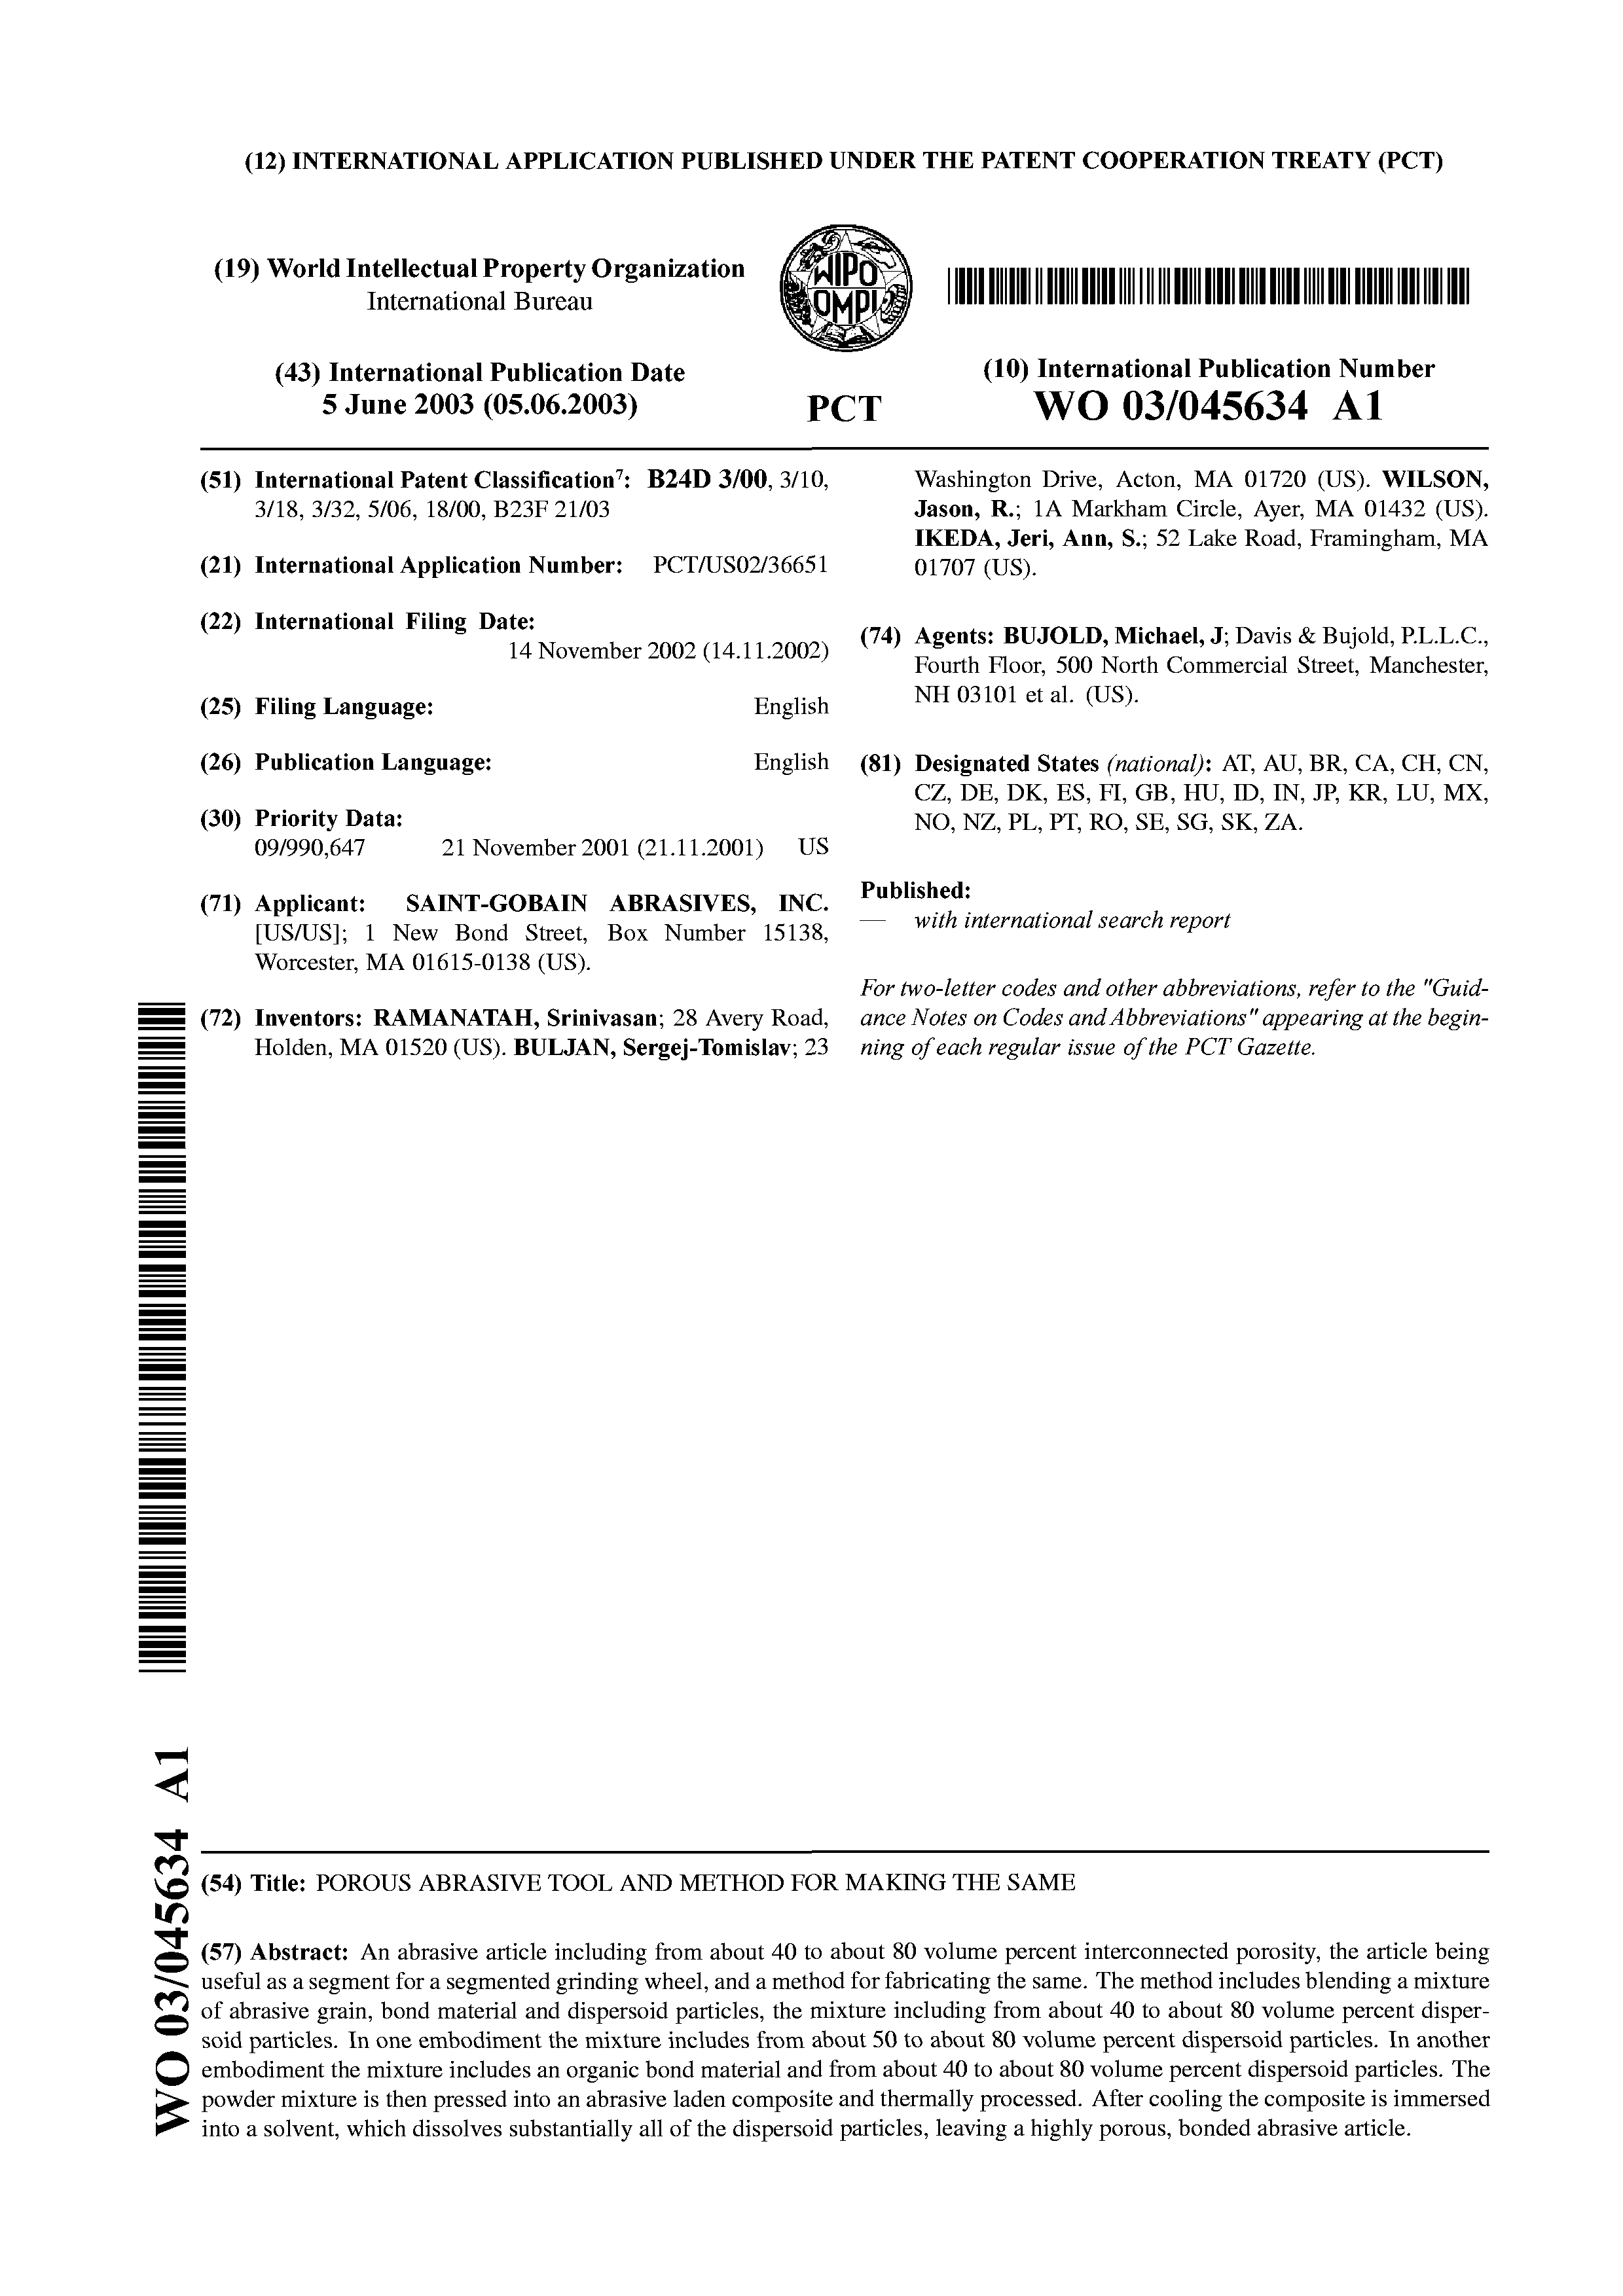 (12) INTERNATIONAL APPLICATION PUBLISHED UNDER THE PATENT COOPERATION TREATY (PCT)
(19) World Intellectual Property Organization
International Bureau
WIPO
OMPI
(43) International Publication Date
5 June 2003 (05.06.2003)
PCT
(10) International Publication Number
WO 03/045634 A1
(51) International Patent Classification7: B24D 3/00, 3/10,
3/18, 3/32, 5/06, 18/00, B23F 21/03
(21) International Application Number: PCT/US02/36651
(22) International Filing Date:
14 November 2002 (14.11.2002)
(25) Filing Language: English
(26) Publication Language: English
(30) Priority Data:
09/990,647 21 November 2001 (21.11.2001) US
(71) Applicant: SAINT-GOBAIN ABRASIVES, INC.
[US/US]; 1 New Bond Street, Box Number 15138,
Worcester, MA 01615-0138 (US).
(72) Inventors: RAMANATAH, Srinivasan; 28 Avery Road,
Holden, MA 01520 (US). BULJAN, Sergej-Tomislav; 23
Washington Drive, Acton, MA 01720 (US). WILSON,
Jason, R.; 1A Markham Circle, Ayer, MA 01432 (US).
IKEDA, Jeri, Ann, S.; 52 Lake Road, Framingham, MA
01707 (US).
(74) Agents: BUJOLD, Michael, J; Davis & Bujold, P.L.L.C.,
Fourth Floor, 500 North Commercial Street, Manchester,
NH 03101 et al. (US).
(81) Designated States (national): AT, AU, BR, CA, CH, CN,
CZ, DE, DK, ES, FI, GB, HU, ID, IN, JP, KR, LU, MX,
NO, NZ, PL, PT, RO, SE, SG, SK, ZA.
Published:
— with international search report
For two-letter codes and other abbreviations, refer to the "Guid-
ance Notes on Codes and Abbreviations" appearing at the begin-
ning of each regular issue of the PCT Gazette.
WO 03/045634 A1
(54) Title: POROUS ABRASIVE TOOL AND METHOD FOR MAKING THE SAME
(57) Abstract: An abrasive article including from about 40 to about 80 volume percent interconnected porosity, the article being
useful as a segment for a segmented grinding wheel, and a method for fabricating the same. The method includes blending a mixture
of abrasive grain, bond material and dispersoid particles, the mixture including from about 40 to about 80 volume percent disper-
soid particles. In one embodiment the mixture includes from about 50 to about 80 volume percent dispersoid particles. In another
embodiment the mixture includes an organic bond material and from about 40 to about 80 volume percent dispersoid particles. The
powder mixture is then pressed into an abrasive laden composite and thermally processed. After cooling the composite is immersed
into a solvent, which dissolves substantially all of the dispersoid particles, leaving a highly porous, bonded abrasive article.